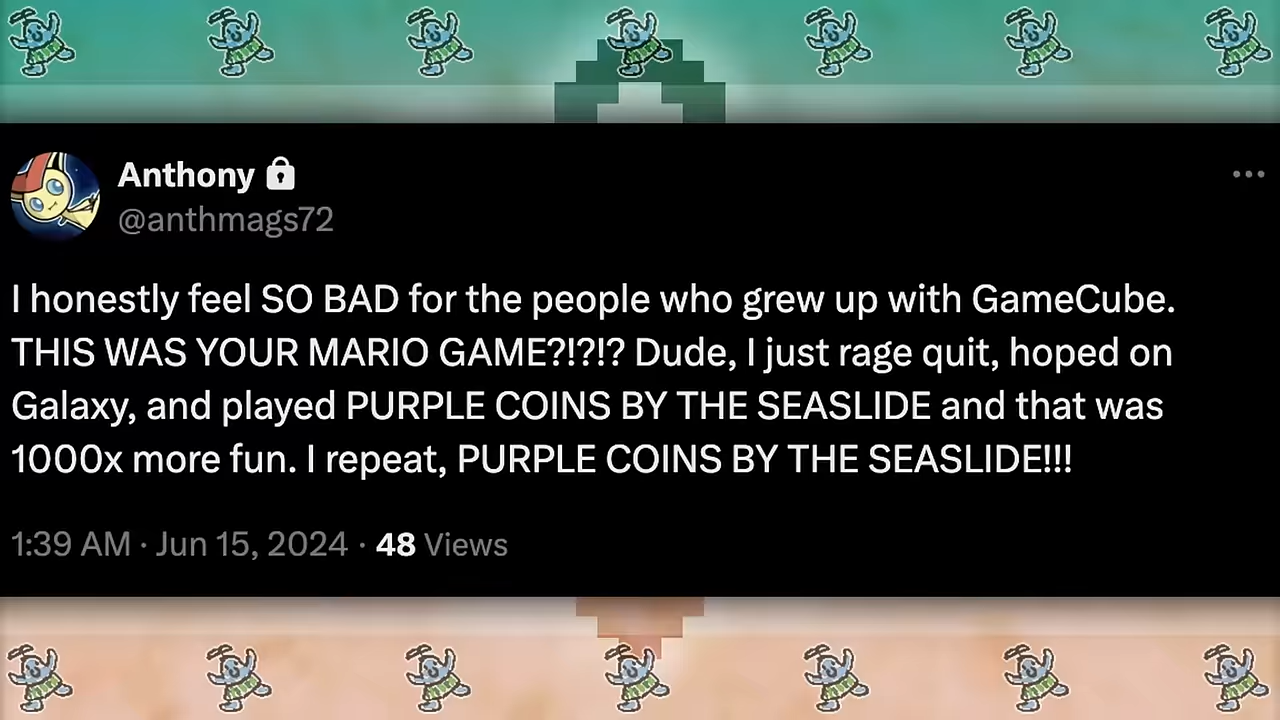 Anthony
@anthmags72
I honestly feel SO BAD for the people who grew up with GameCube.
THIS WAS YOUR MARIO GAME?!?!? Dude, I just rage quit, hoped on
Galaxy, and played PURPLE COINS BY THE SEASLIDE and that was
1000x more fun. I repeat, PURPLE COINS BY THE SEASLIDE!!!
1:39 AM · Jun 15, 2024 · 48 Views